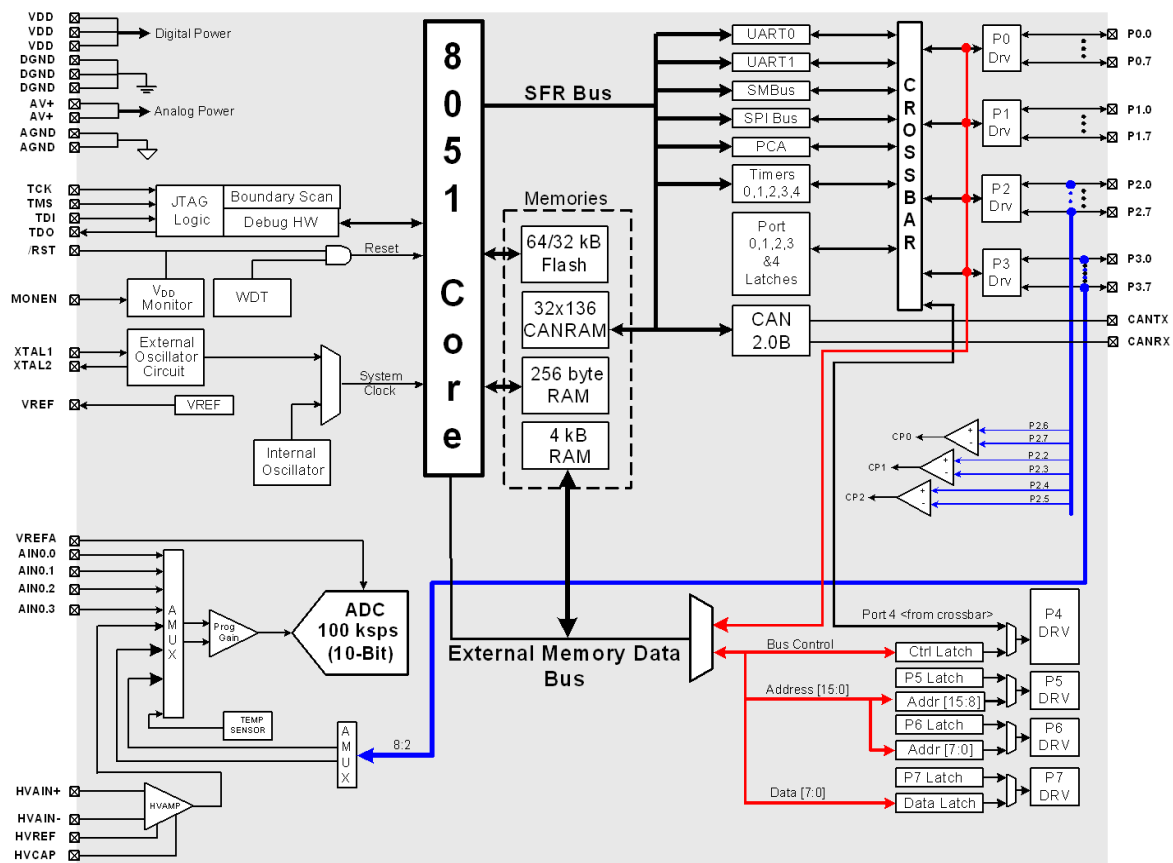 VDD
VDD
VDD
Digital Power
DGND
DGND
DGND
AV+
AV+
Analog Power
AGND
AGND
TCK
TMS
TDI
TDO
/RST
MONEN
XTAL1
XTAL2
VREF
JTAG
Logic
Boundary Scan
Debug HW
Reset
VDD
Monitor
WDT
External
Oscillator
Circuit
VREF
System
Clock
Internal
Oscillator
8051 Core
SFR Bus
Memories
64/32 kB
Flash
32x136
CANRAM
256 byte
RAM
4 kB
RAM
UART0
UART1
SMBus
SPI Bus
PCA
Timers
0,1,2,3,4
Port
0,1,2,3
&4
Latches
CAN
2.0B
CROSSBAR
P0
Drv
P1
Drv
P2
Drv
P3
Drv
P0.0
P0.7
P1.0
P1.7
P2.0
P2.7
P3.0
P3.7
CANTX
CANRX
CP0
+
-
P2.6
P2.7
CP1
+
-
P2.2
P2.3
CP2
+
-
P2.4
P2.5
VREFA
AIN0.0
AIN0.1
AIN0.2
AIN0.3
AMUX
Prog
Gain
ADC
100 ksps
(10-Bit)
TEMP
SENSOR
AMUX
8:2
HVAIN+
HVAIN-
HVREF
HVCAP
HVAMP
External Memory Data
Bus
Port 4 <from crossbar>
Bus Control
Ctrl Latch
P4
DRV
Address [15:0]
P5 Latch
Addr [15:8]
P5
DRV
P6 Latch
Addr [7:0]
P6
DRV
Data [7:0]
P7 Latch
Data Latch
P7
DRV